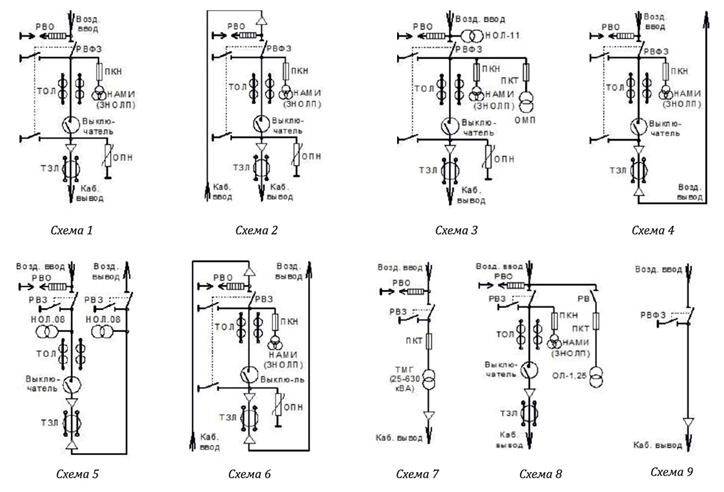 Возд. ввод
РВО
РВФЗ
ПКН
ТОЛ
НАМИ
(ЗНОЛП)
Выклю-
чатель
ОПН
ТЗЛ
Каб.
вывод
Схема 1
РВО
РВФЗ
ПКН
ТОЛ
НАМИ
(ЗНОЛП)
Выклю-
чатель
ОПН
ТЗЛ
Каб.
ввод
Каб.
вывод
Схема 2
Возд. ввод
РВО
НОЛ-11
РВФЗ
ПКН
ПКТ
ТОЛ
НАМИ
(ЗНОЛП)
ОМП
Выклю-
чатель
ОПН
ТЗЛ
Каб.
вывод
Схема 3
Возд.
ввод
РВО
РВФЗ
ПКН
ТОЛ
НАМИ
(ЗНОЛП)
Выклю-
чатель
ТЗЛ
Возд.
вывод
Схема 4
Возд. ввод
Возд.
вывод
РВО
РВЗ
РВЗ
НОЛ.08
НОЛ.08
ТОЛ
Выклю-
чатель
ТЗЛ
Схема 5
Возд.
вывод
РВО
РВЗ
ПКН
ТОЛ
НАМИ
(ЗНОЛП)
Выклю-ль
ОПН
ТЗЛ
Каб.
ввод
Схема 6
Возд. ввод
РВО
РВЗ
ПКТ
ТМГ
(25-630
кВА)
Каб. вывод
Схема 7
Возд. ввод
РВО
РВЗ
РВ
ТОЛ
ПКН
ПКТ
НАМИ
(ЗНОЛП)
Выклю-
чатель
ОЛ-1,25
ТЗЛ
Каб.
вывод
Схема 8
Возд. ввод
РВФЗ
Каб. вывод
Схема 9